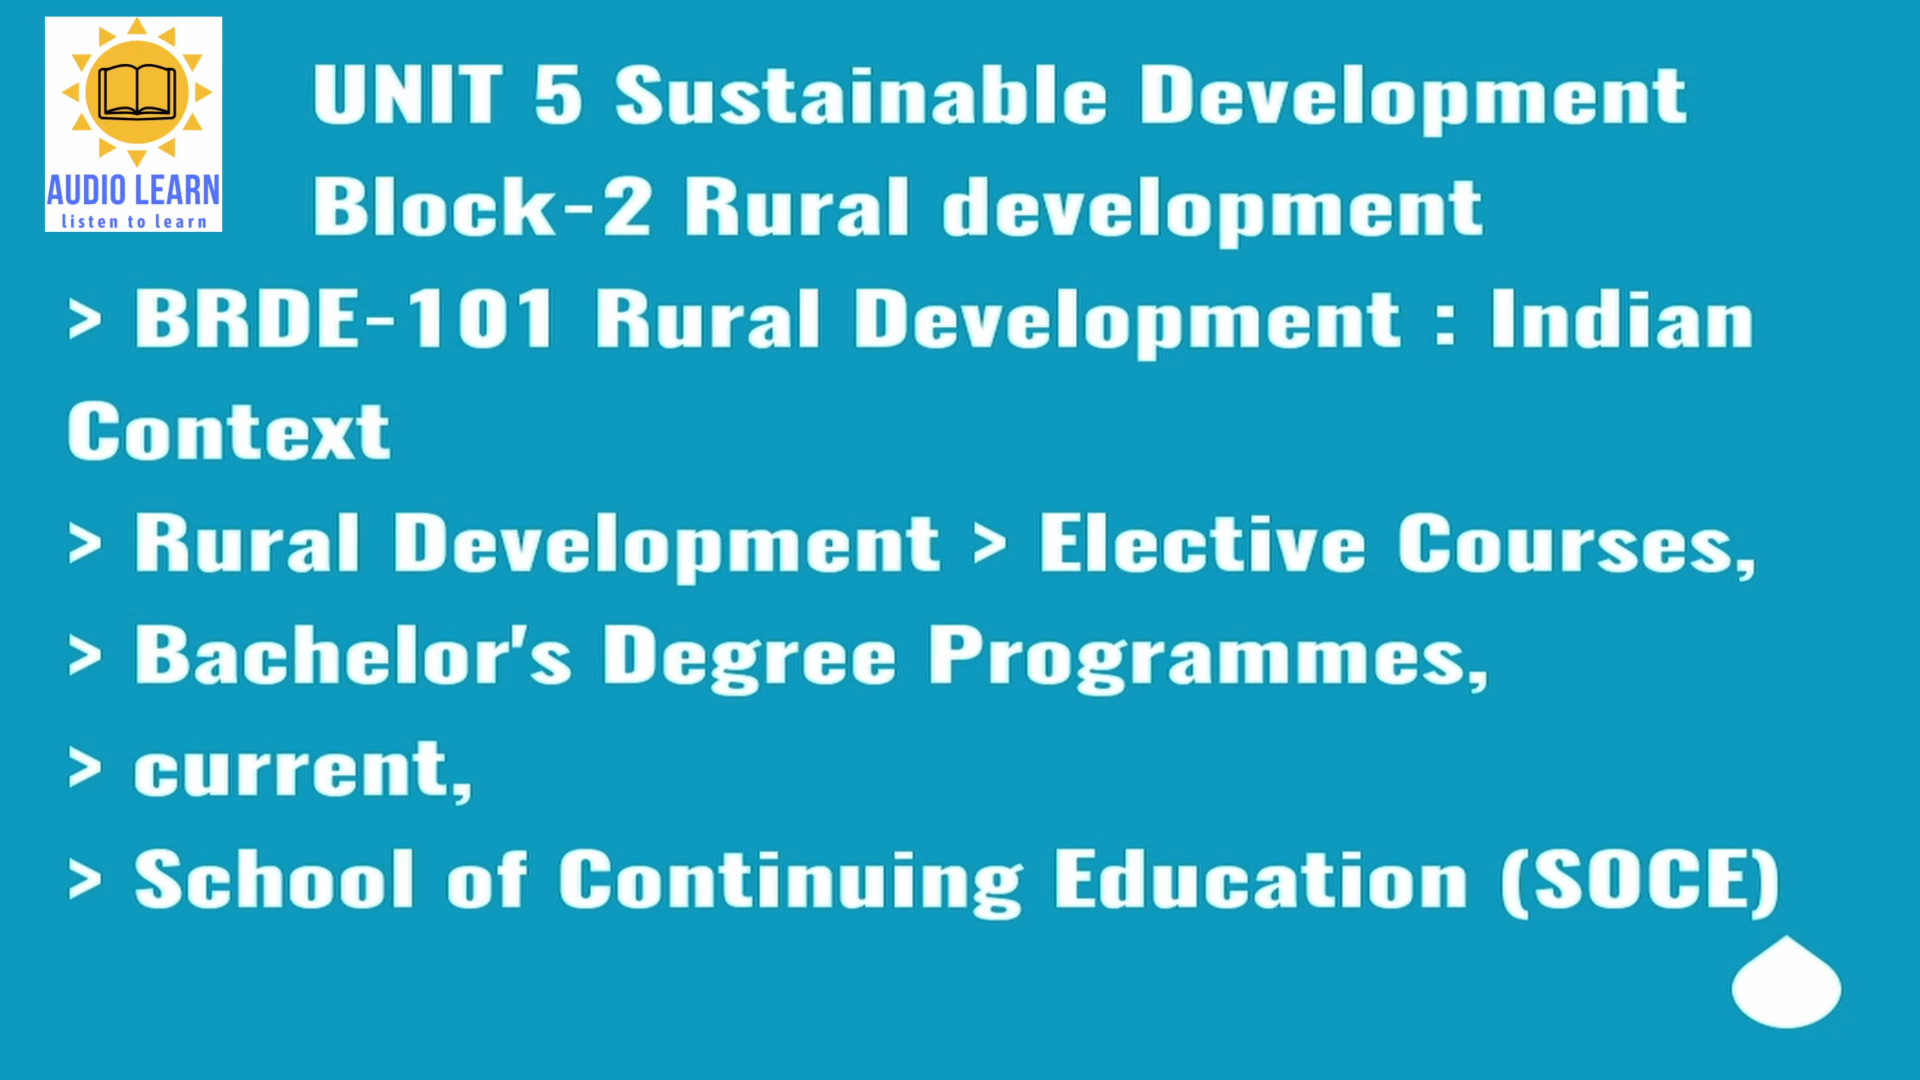 AUDIO LEARN
listen to learn
UNIT 5 Sustainable Development
Block-2 Rural development
> BRDE-101 Rural Development : Indian
Context
> Rural Development > Elective Courses,
> Bachelor's Degree Programmes,
> current,
> School of Continuing Education (SOCE)